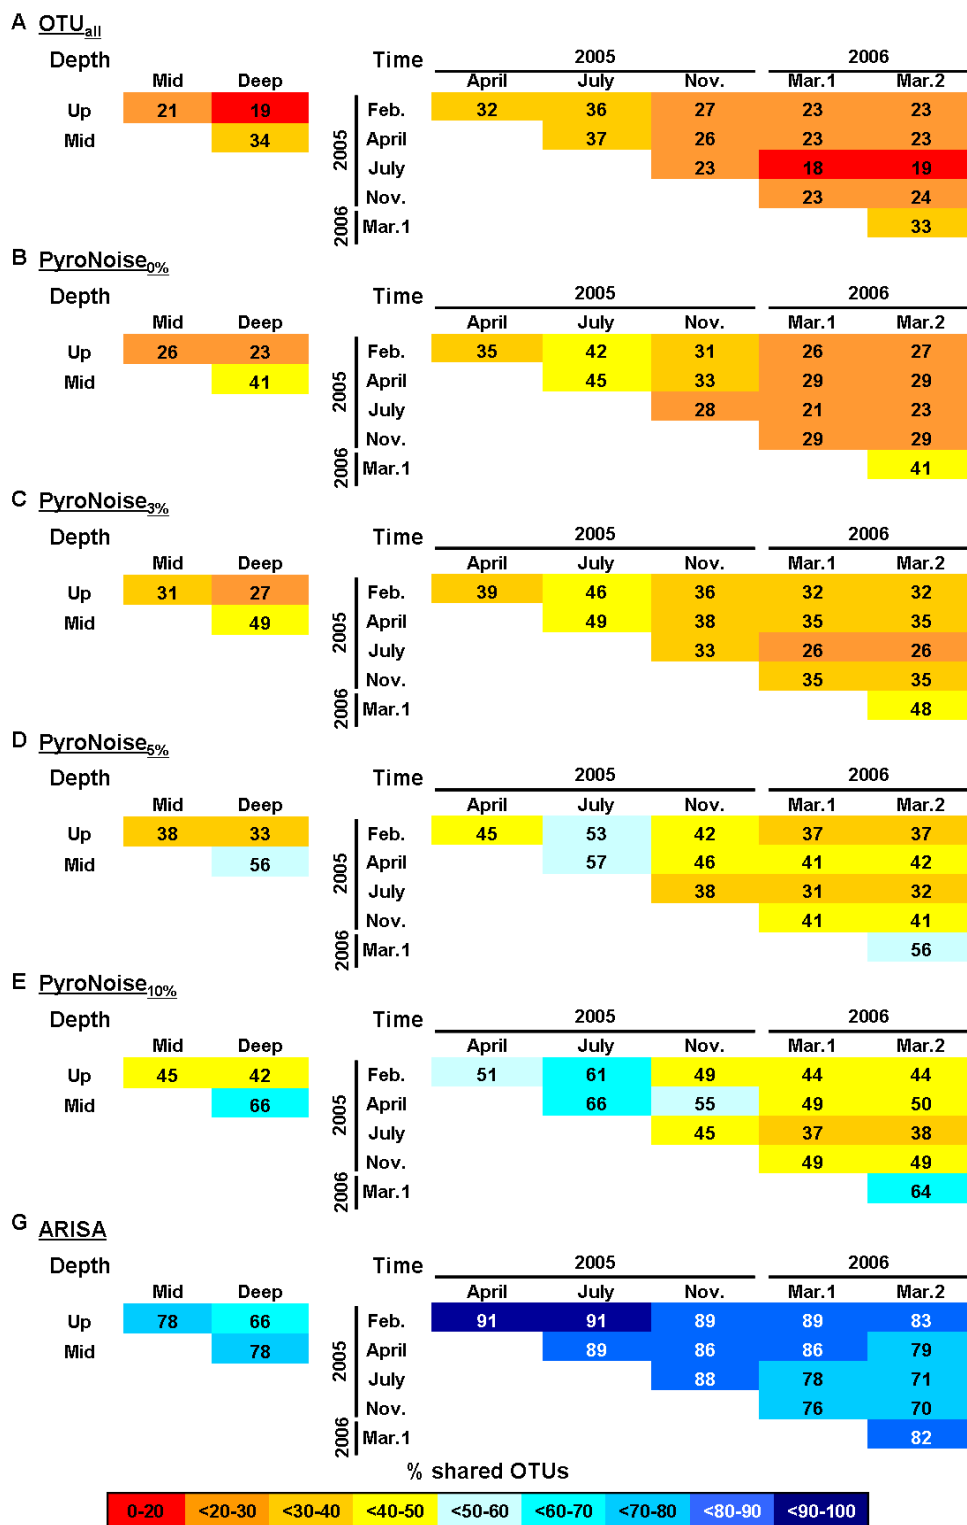 A OTUall
Depth Time 2005 2006
Mid Deep April July Nov. Mar.1 Mar.2
Up 21 19 Feb. 32 36 27 23 23
Mid 34 April 37 26 23 23
2005 July 23 18 19
Nov. 23 24
2006 Mar.1 33
B PyroNoise0%
Depth Time 2005 2006
Mid Deep April July Nov. Mar.1 Mar.2
Up 26 23 Feb. 35 42 31 26 27
Mid 41 April 45 33 29 29
2005 July 28 21 23
Nov. 29 29
2006 Mar.1 41
C PyroNoise3%
Depth Time 2005 2006
Mid Deep April July Nov. Mar.1 Mar.2
Up 31 27 Feb. 39 46 36 32 32
Mid 49 April 49 38 35 35
2005 July 33 26 26
Nov. 35 35
2006 Mar.1 48
D PyroNoise5%
Depth Time 2005 2006
Mid Deep April July Nov. Mar.1 Mar.2
Up 38 33 Feb. 45 53 42 37 37
Mid 56 April 57 46 41 42
2005 July 38 31 32
Nov. 41 41
2006 Mar.1 56
E PyroNoise10%
Depth Time 2005 2006
Mid Deep April July Nov. Mar.1 Mar.2
Up 45 42 Feb. 51 61 49 44 44
Mid 66 April 66 55 49 50
2005 July 45 37 38
Nov. 49 49
2006 Mar.1 64
G ARISA
Depth Time 2005 2006
Mid Deep April July Nov. Mar.1 Mar.2
Up 78 66 Feb. 91 91 89 89 83
Mid 78 April 89 86 86 79
2005 July 88 78 71
Nov. 76 70
2006 Mar.1 82
% shared OTUs
0-20 <20-30 <30-40 <40-50 <50-60 <60-70 <70-80 <80-90 <90-100